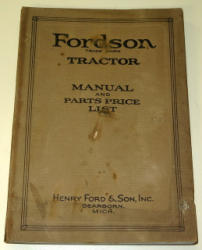 Fordson
TRADE MARK
TRACTOR
MANUAL
AND
PARTS PRICE
LIST
HENRY FORD & SON, INC.
DEARBORN,
MICH.